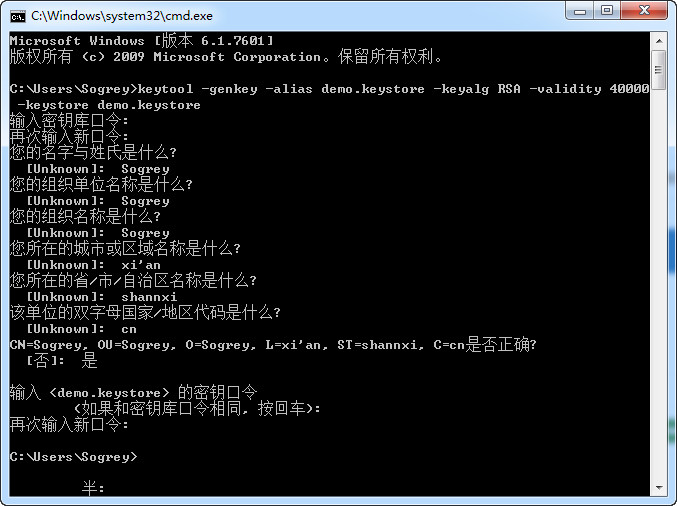 C:\Windows\system32\cmd.exe
Microsoft Windows [版本 6.1.7601]
版权所有 (c) 2009 Microsoft Corporation。保留所有权利。
C:\Users\Sogrey>keytool -genkey -alias demo.keystore -keyalg RSA -validity 40000
-keystore demo.keystore
输入密钥库口令:
再次输入新口令:
您的名字与姓氏是什么?
[Unknown]:  Sogrey
您的组织单位名称是什么?
[Unknown]:  Sogrey
您的组织名称是什么?
[Unknown]:  Sogrey
您所在的城市或区域名称是什么?
[Unknown]:  xi'an
您所在的省/市/自治区名称是什么?
[Unknown]:  shannxi
该单位的双字母国家/地区代码是什么?
[Unknown]:  cn
CN=Sogrey, OU=Sogrey, O=Sogrey, L=xi'an, ST=shannxi, C=cn是否正确?
[否]:  是
输入 <demo.keystore> 的密钥口令
(如果和密钥库口令相同, 按回车):
再次输入新口令:
C:\Users\Sogrey>
半: